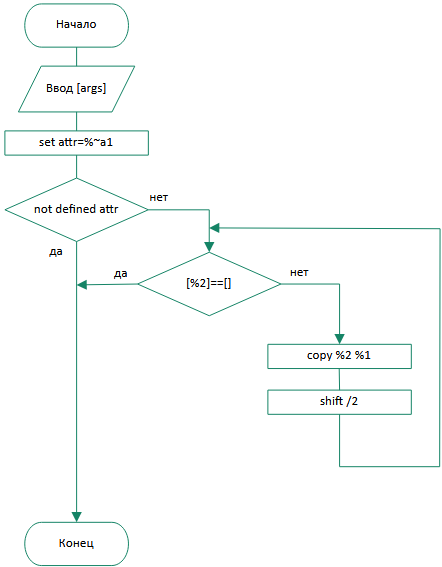 Начало
Ввод [args]
set attr=%~a1
not defined attr
нет
да
[%2]==[]
да
нет
copy %2 %1
shift /2
Конец